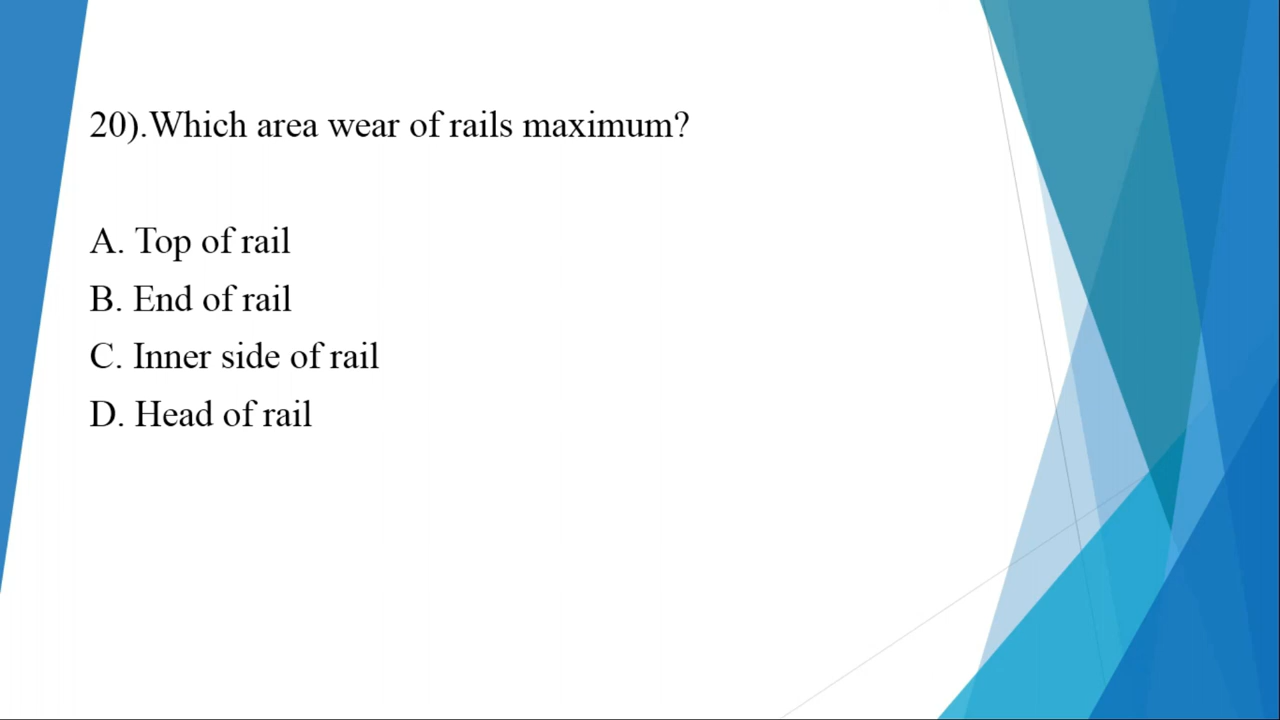 20).Which area wear of rails maximum?
A. Top of rail
B. End of rail
C. Inner side of rail
D. Head of rail